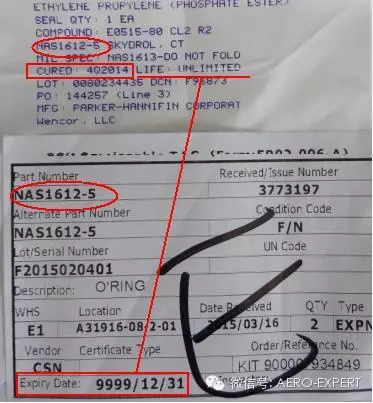 ETHYLENE PROPYLENE (PHOSPHATE ESTER)
SEAL QTY: 1 EA
COMPOUND: E0515-80 CL2 R2
NAS1612-5 SKYDROL, CT
MIL SPEC: NAS1613-DO NOT FOLD
CURED: 4Q2014 LIFE: UNLIMITED
LOT: 0080234435 DCN: F96873
PO: 144257 (Line 3)
MFG: PARKER-HANNIFIN CORPORAT
Wencor, LLC
Part Number
Received/Issue Number
NAS1612-5
3773197
Alternate Part Number
Condition Code
NAS1612-5
F/N
Lot/Serial Number
UN Code
F2015020401
Description: O'RING
WHS Location Date Received QTY Type
E1 A31916-08-2-01 2015/03/16 2 EXPN
Vendor Certificate Type Order/Reference No.
CSN KIT 900000934849
Expiry Date: 9999/12/31
微信号: AERO-EXPERT